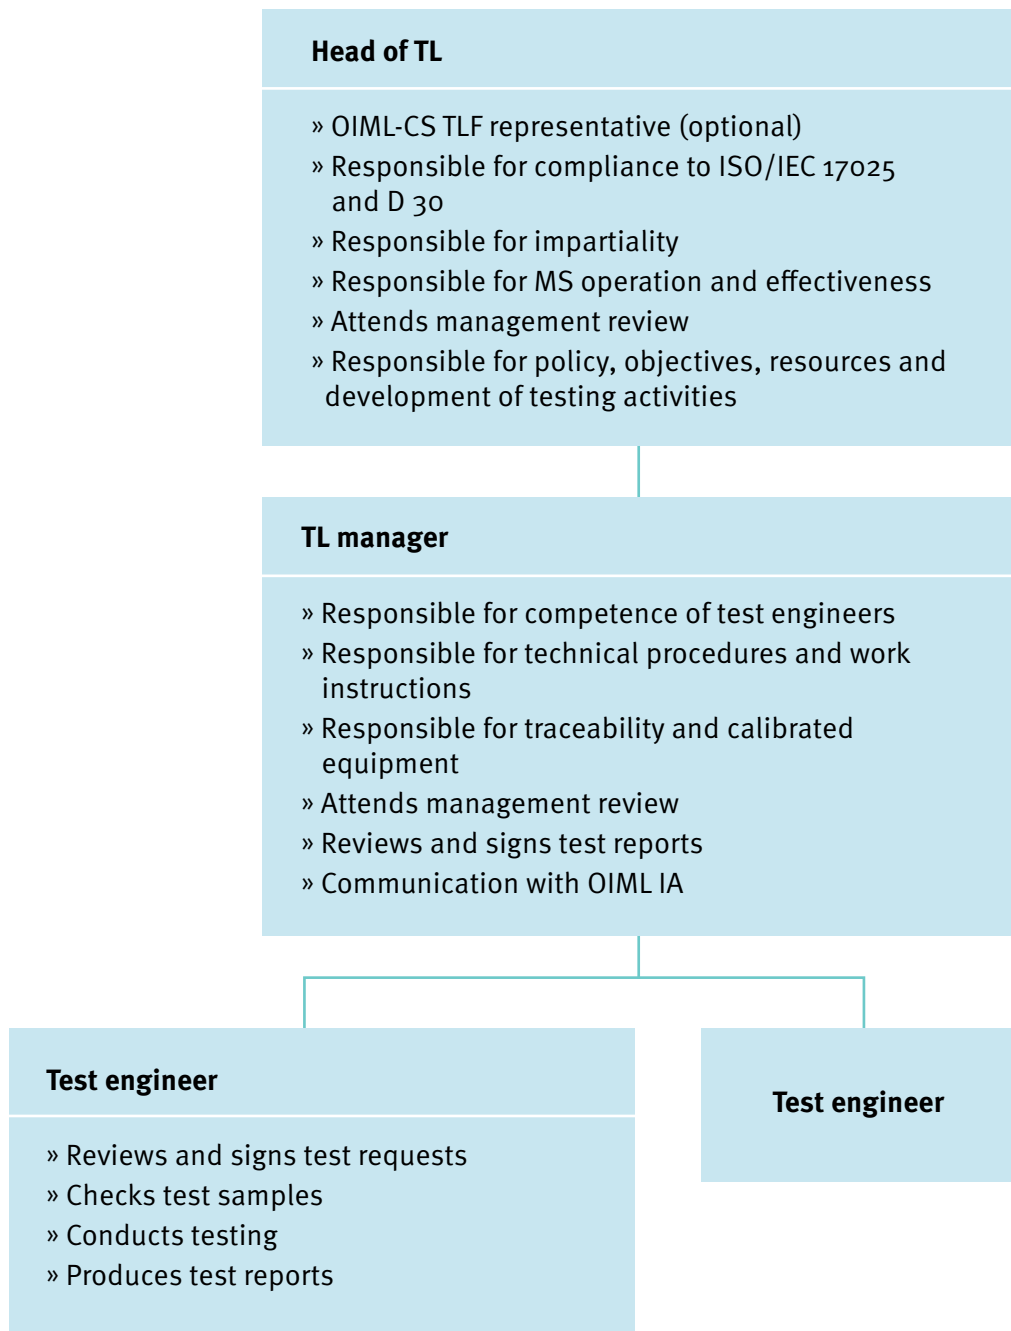 Head of TL
» OIML-CS TLF representative (optional)
» Responsible for compliance to ISO/IEC 17025
and D 30
» Responsible for impartiality
» Responsible for MS operation and effectiveness
» Attends management review
» Responsible for policy, objectives, resources and
development of testing activities
TL manager
» Responsible for competence of test engineers
» Responsible for technical procedures and work
instructions
» Responsible for traceability and calibrated
equipment
» Attends management review
» Reviews and signs test reports
» Communication with OIML IA
Test engineer
» Reviews and signs test requests
» Checks test samples
» Conducts testing
» Produces test reports
Test engineer